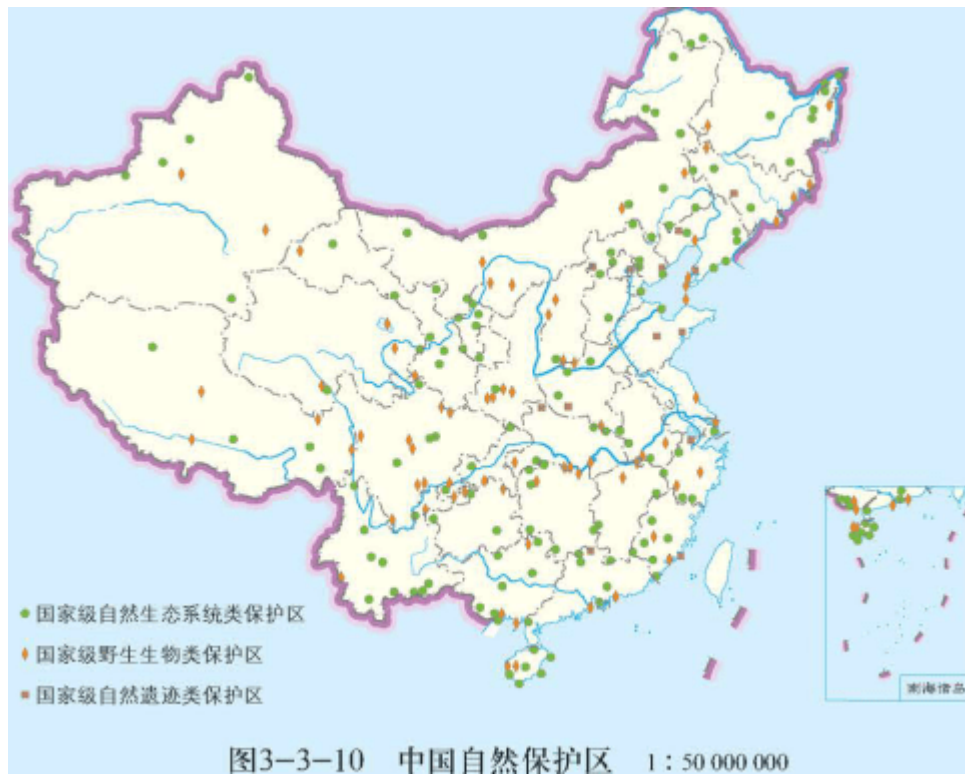 国家级自然生态系统类保护区
国家级野生生物类保护区
国家级自然遗迹类保护区
南海诸岛
图3-3-10 中国自然保护区 1：50 000 000